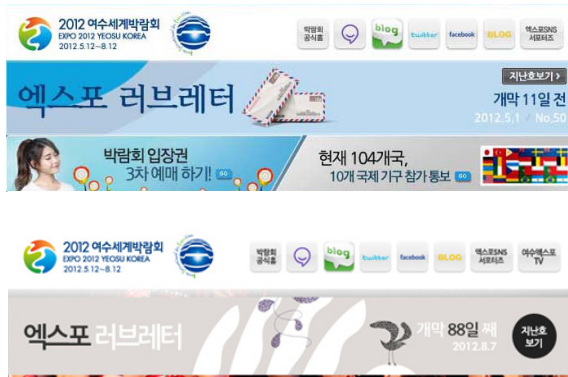 2012 여수세계박람회
EXPO 2012 YEOSU KOREA
2012.5.12~8.12
박람회
공식홈
blog
twitter
facebook
BLOG
엑스포SNS
서포터즈
지난호보기 >
엑스포 러브레터
개막 11일 전
2012.5.1 / No.50
박람회 입장권
3차 예매 하기! GO
현재 104개국,
10개 국제 기구 참가 통보 GO
2012 여수세계박람회
EXPO 2012 YEOSU KOREA
2012.5.12~8.12
박람회
공식홈
blog
twitter
facebook
BLOG
엑스포SNS
서포터즈
여수엑스포
TV
엑스포 러브레터
개막 88일 째
2012.8.7
지난호
보기